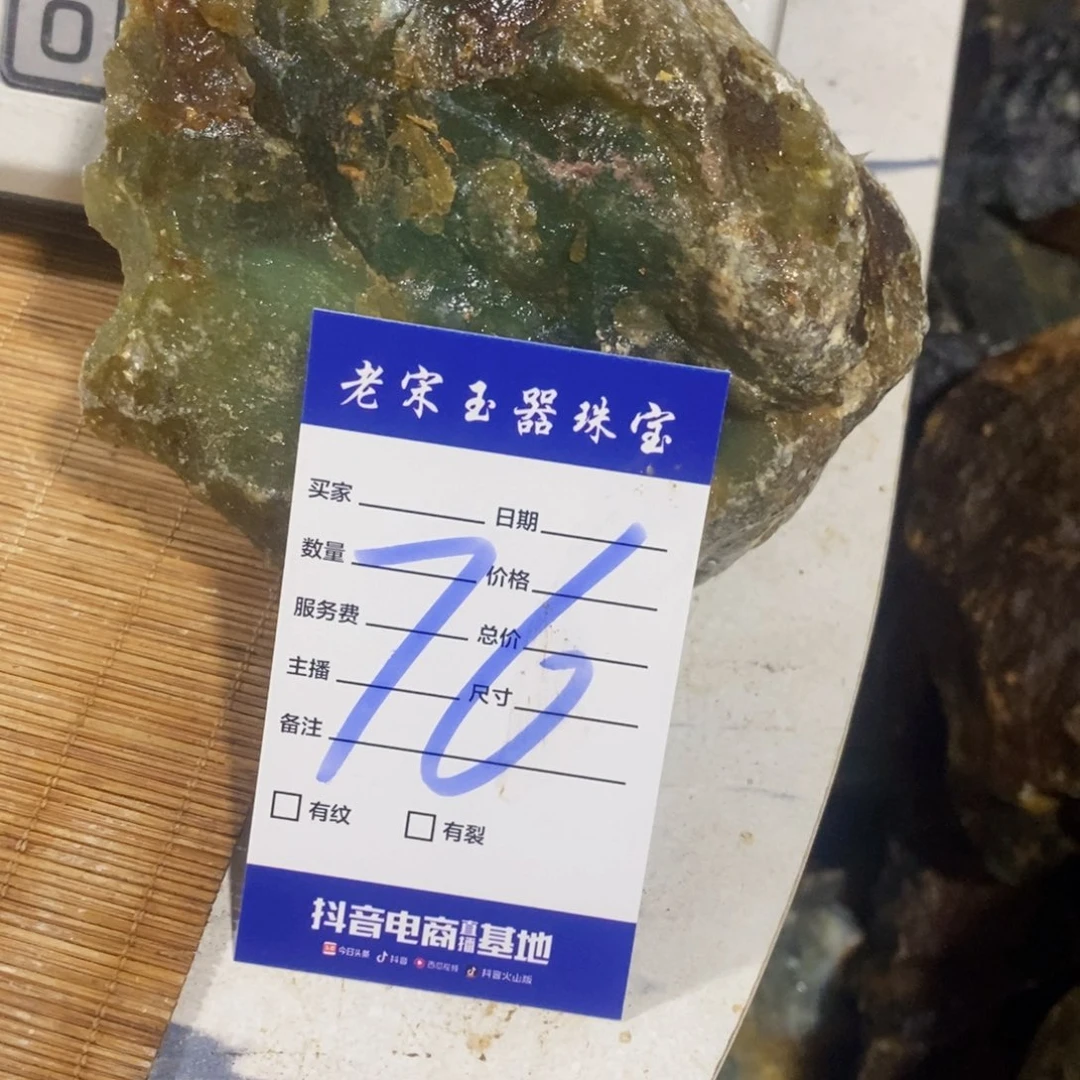 0
老宋玉器珠宝
买家 日期
数量 价格
服务费 总价
主播 尺寸
备注
76
有纹 有裂
抖音电商直播基地
今日头条 抖音 西瓜视频 抖音火山版